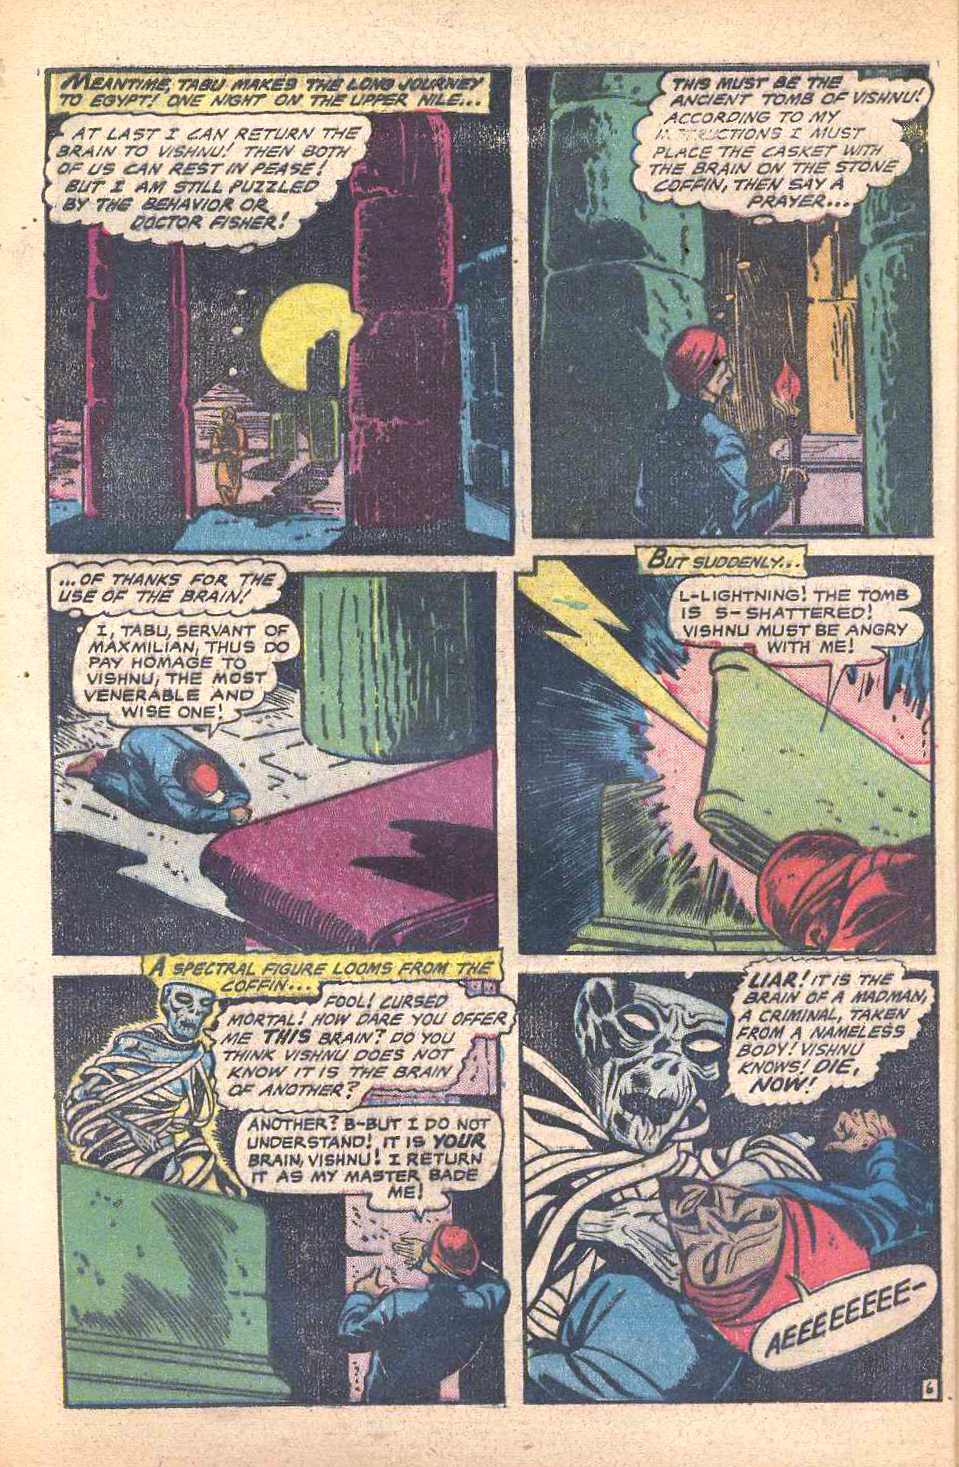 MEANTIME, TABU MAKES THE LONG JOURNEY
TO EGYPT! ONE NIGHT ON THE UPPER NILE...
AT LAST I CAN RETURN THE
BRAIN TO VISHNU! THEN BOTH
OF US CAN REST IN PEASE!
BUT I AM STILL PUZZLED
BY THE BEHAVIOR OR
DOCTOR FISHER!
THIS MUST BE THE
ANCIENT TOMB OF VISHNU!
ACCORDING TO MY
INSTRUCTIONS I MUST
PLACE THE CASKET WITH
THE BRAIN ON THE STONE
COFFIN, THEN SAY A
PRAYER...
...OF THANKS FOR THE
USE OF THE BRAIN!
I, TABU, SERVANT OF
MAXMILIAN, THUS DO
PAY HOMAGE TO
VISHNU, THE MOST
VENERABLE AND
WISE ONE!
BUT SUDDENLY...
L-LIGHTNING! THE TOMB
IS S-SHATTERED!
VISHNU MUST BE ANGRY
WITH ME!
A SPECTRAL FIGURE LOOMS FROM THE
COFFIN...
FOOL! CURSED
MORTAL! HOW DARE YOU OFFER
ME THIS BRAIN? DO YOU
THINK VISHNU DOES NOT
KNOW IT IS THE BRAIN
OF ANOTHER?
ANOTHER? B-BUT I DO NOT
UNDERSTAND! IT IS YOUR
BRAIN, VISHNU! I RETURN
IT AS MY MASTER BADE
ME!
LIAR! IT IS THE
BRAIN OF A MADMAN,
A CRIMINAL, TAKEN
FROM A NAMELESS
BODY! VISHNU
KNOWS! DIE,
NOW!
AEEEEEEEE-
6